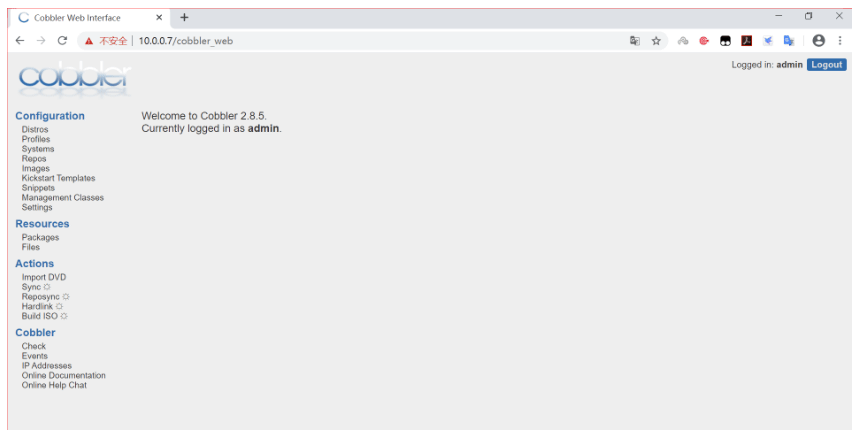 Cobbler Web Interface
不安全 | 10.0.0.7/cobbler_web
cobbler
Logged in: admin Logout
Configuration
Distros
Profiles
Systems
Repos
Images
Kickstart Templates
Snippets
Management Classes
Settings
Resources
Packages
Files
Actions
Import DVD
Sync
Reposync
Hardlink
Build ISO
Cobbler
Check
Events
IP Addresses
Online Documentation
Online Help Chat
Welcome to Cobbler 2.8.5.
Currently logged in as admin.